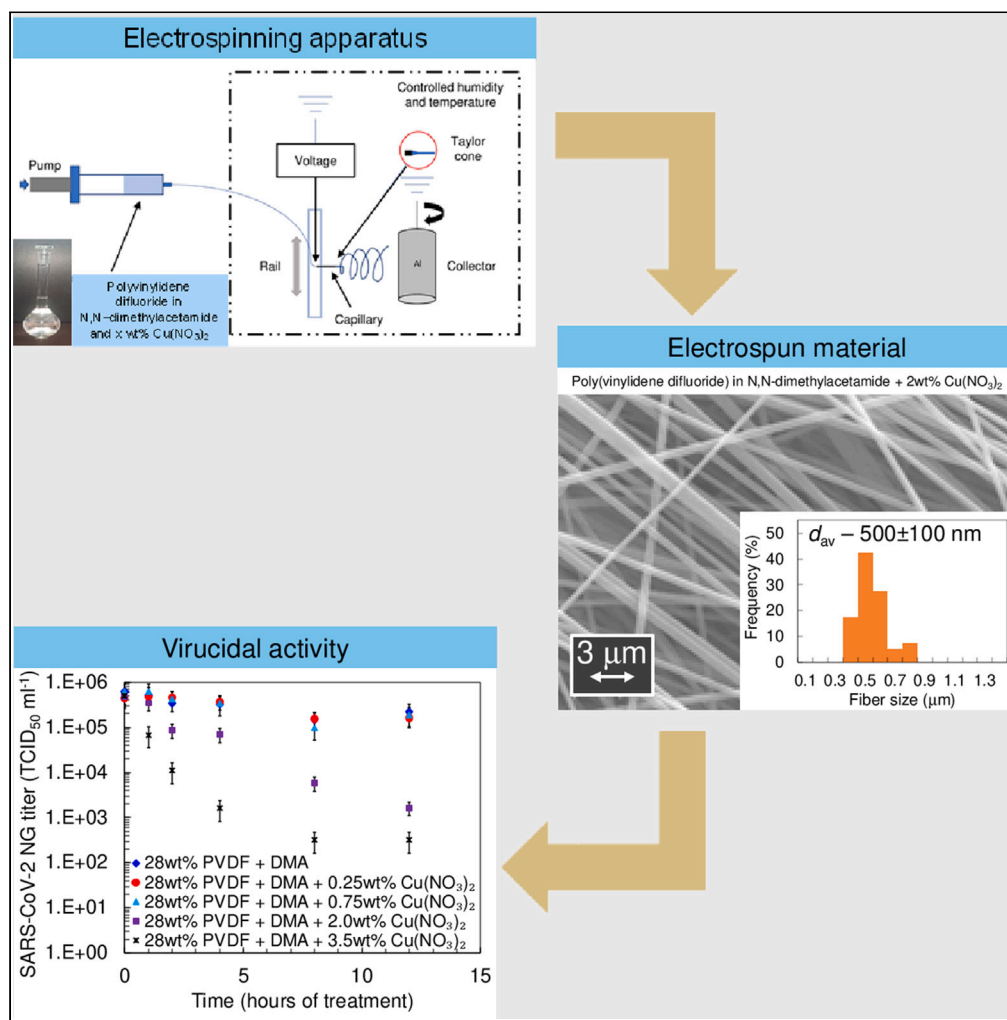 Electrospinning apparatus
Controlled humidity
and temperature
Taylor
cone
Voltage
Pump
Rail
Al
Collector
Capillary
Polyvinylidene
difluoride in
N,N-dimethylacetamide
and x wt% Cu(NO₃)₂
Electrospun material
Poly(vinylidene difluoride) in N,N-dimethylacetamide + 2wt% Cu(NO₃)₂
d_av – 500±100 nm
Frequency (%)
50
40
30
20
10
0
0.1 0.3 0.5 0.7 0.9 1.1 1.3
Fiber size (μm)
3 μm
Virucidal activity
SARS-CoV-2 NG titer (TCID₅₀ ml⁻¹)
1.E+06
1.E+05
1.E+04
1.E+03
1.E+02
1.E+01
1.E+00
28wt% PVDF + DMA
28wt% PVDF + DMA + 0.25wt% Cu(NO₃)₂
28wt% PVDF + DMA + 0.75wt% Cu(NO₃)₂
28wt% PVDF + DMA + 2.0wt% Cu(NO₃)₂
28wt% PVDF + DMA + 3.5wt% Cu(NO₃)₂
0 5 10 15
Time (hours of treatment)